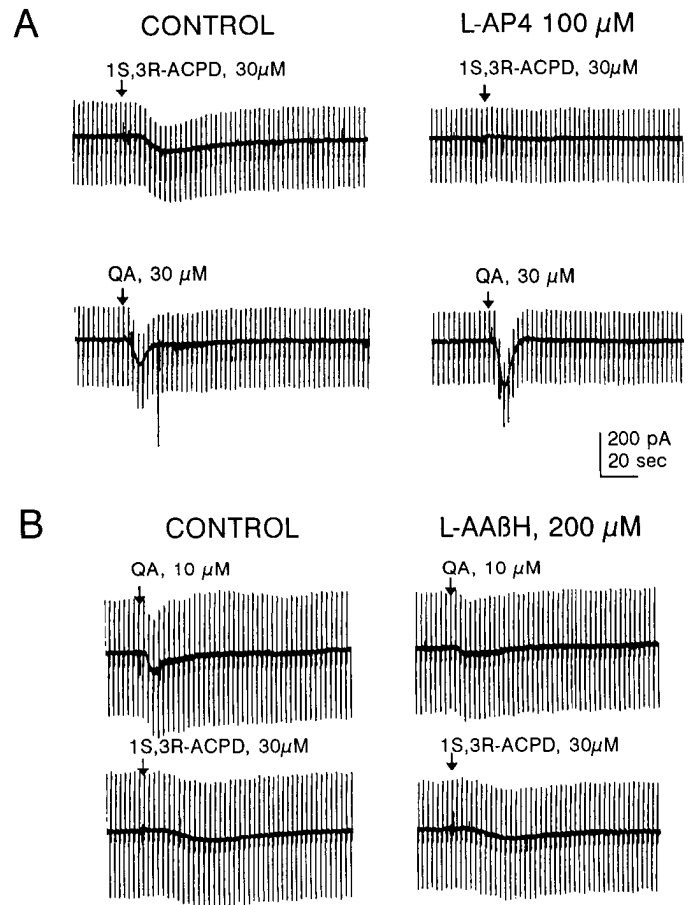 A
CONTROL
L-AP4 100 μM
1S,3R-ACPD, 30μM
1S,3R-ACPD, 30μM
QA, 30 μM
QA, 30 μM
200 pA
20 sec
B
CONTROL
L-AAβH, 200 μM
QA, 10 μM
QA, 10 μM
1S,3R-ACPD, 30μM
1S,3R-ACPD, 30μM